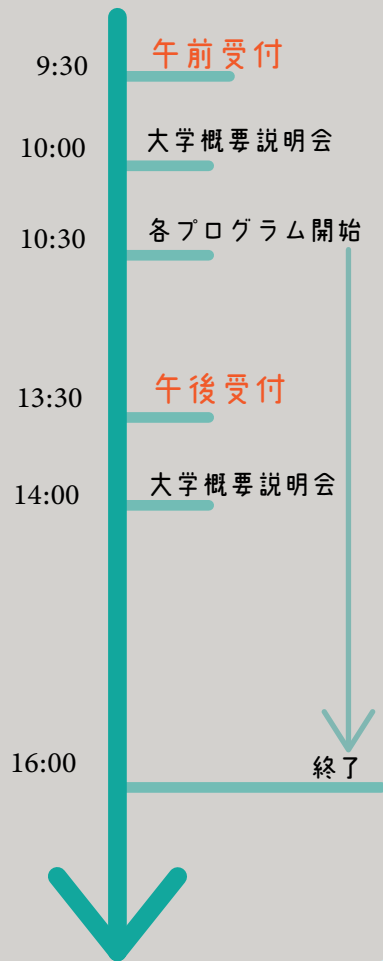 9:30 午前受付
10:00 大学概要説明会
10:30 各プログラム開始
13:30 午後受付
14:00 大学概要説明会
16:00 終了